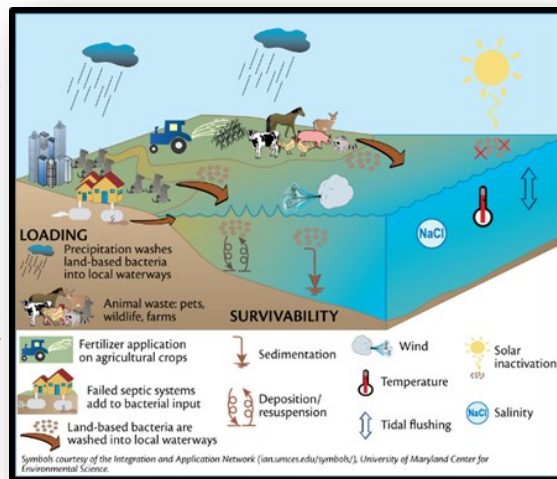 NaCl
LOADING
Precipitation washes
land-based bacteria
into local waterways
Animal waste: pets,
wildlife, farms
SURVIVABILITY
Fertilizer application
on agricultural crops
Failed septic systems
add to bacterial input
Land-based bacteria are
washed into local waterways
Sedimentation
Deposition/
resuspension
Wind
Temperature
Tidal flushing
Solar
inactivation
NaCl
Salinity
Symbols courtesy of the Integration and Application Network (ian.umces.edu/symbols/), University of Maryland Center for
Environmental Science.